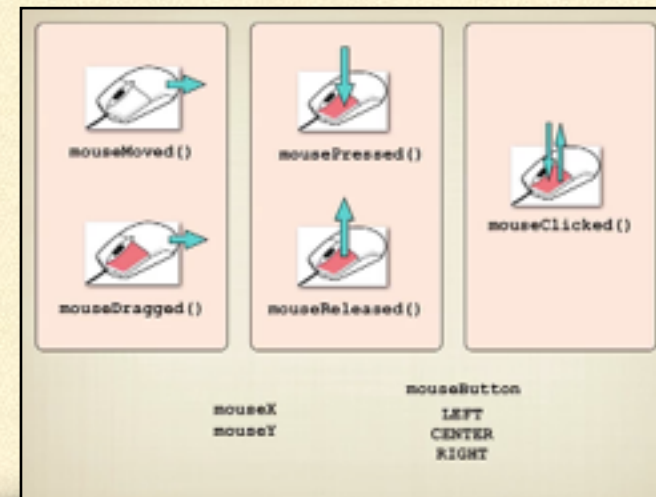 mouseMoved()
mouseDragged()
mousePressed()
mouseReleased()
mouseClicked()
mouseX
mouseY
mouseButton
LEFT
CENTER
RIGHT